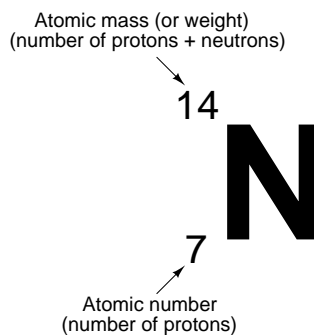 Atomic mass (or weight)
(number of protons + neutrons)
14
N
7
Atomic number
(number of protons)